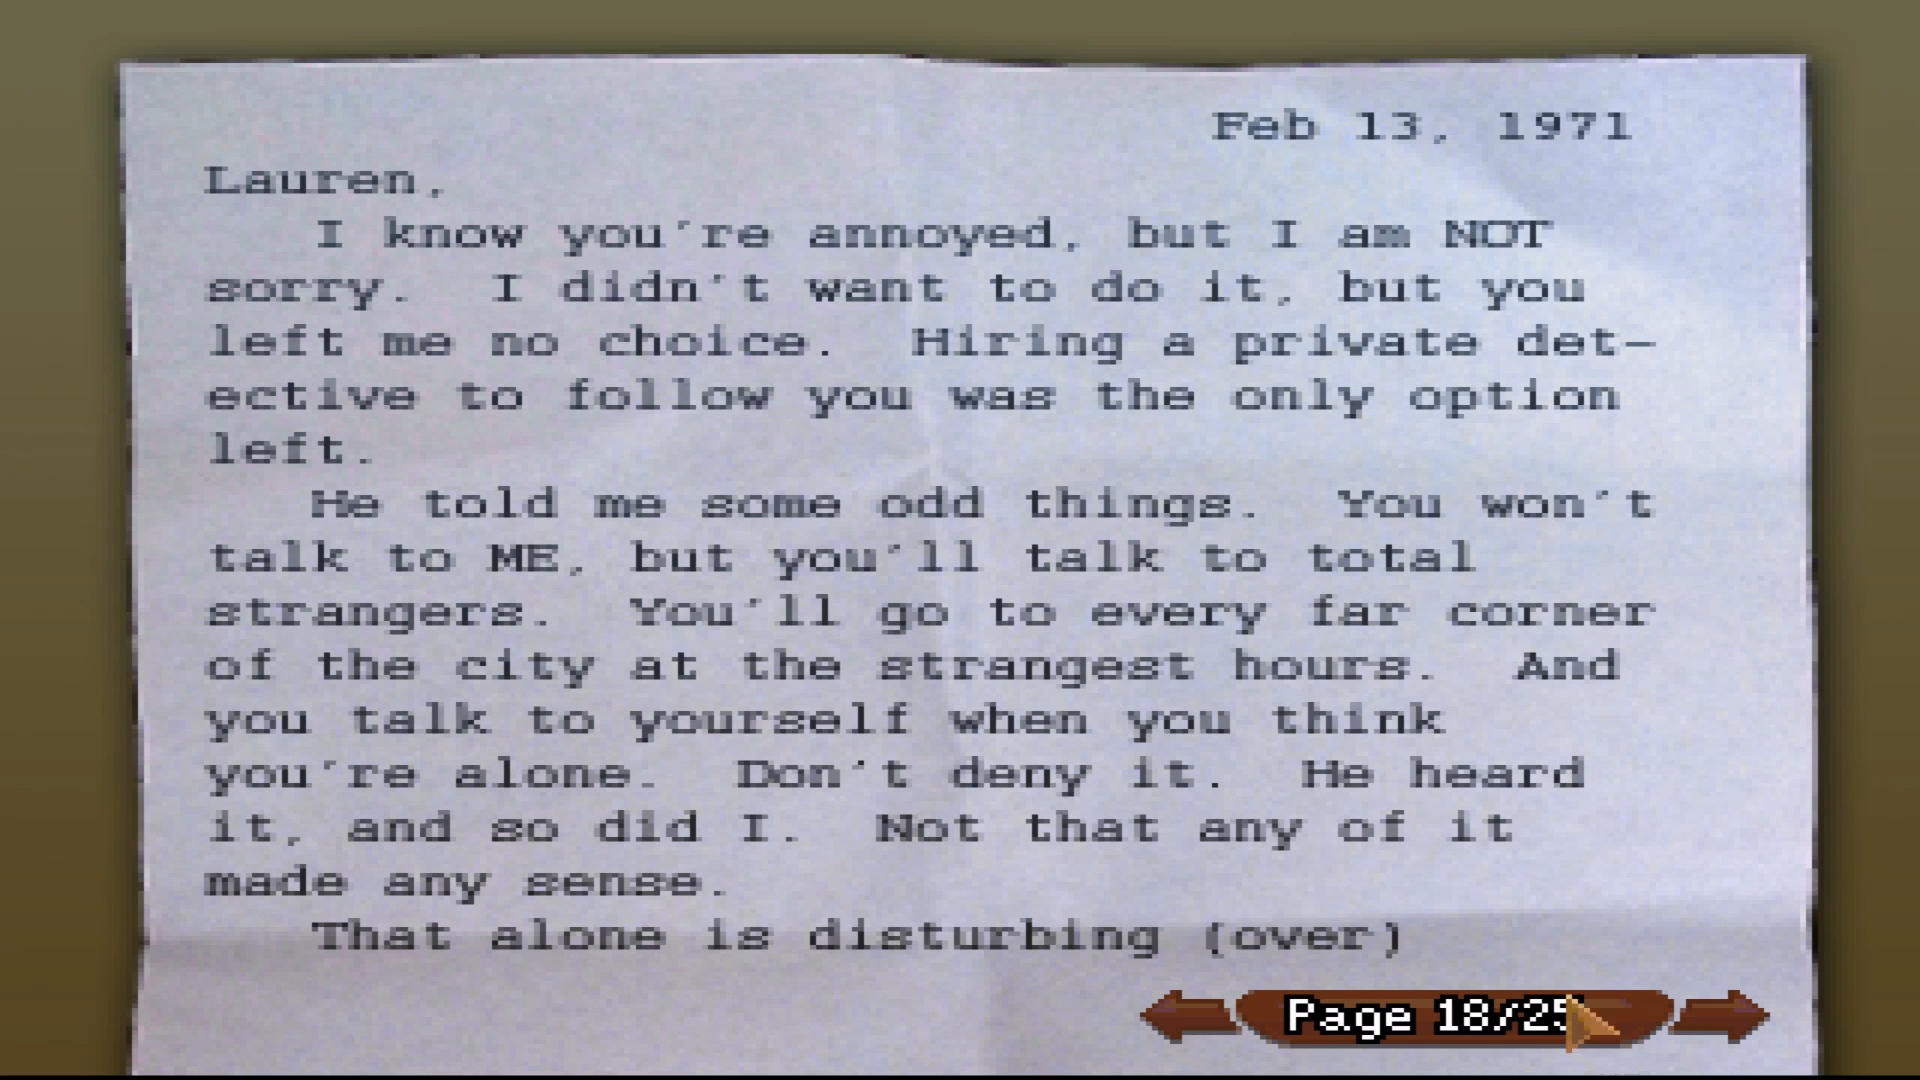 Feb 13, 1971
Lauren,
I know you're annoyed, but I am NOT
sorry. I didn't want to do it, but you
left me no choice. Hiring a private det-
ective to follow you was the only option
left.
He told me some odd things. You won't
talk to ME, but you'll talk to total
strangers. You'll go to every far corner
of the city at the strangest hours. And
you talk to yourself when you think
you're alone. Don't deny it. He heard
it, and so did I. Not that any of it
made any sense.
That alone is disturbing (over)
Page 18/25